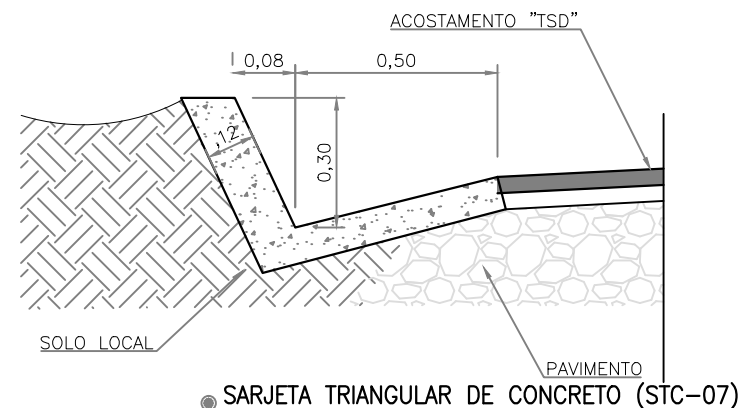 ACOSTAMENTO "TSD"
0,08
0,50
,12
0,30
SOLO LOCAL
PAVIMENTO
SARJETA TRIANGULAR DE CONCRETO (STC-07)